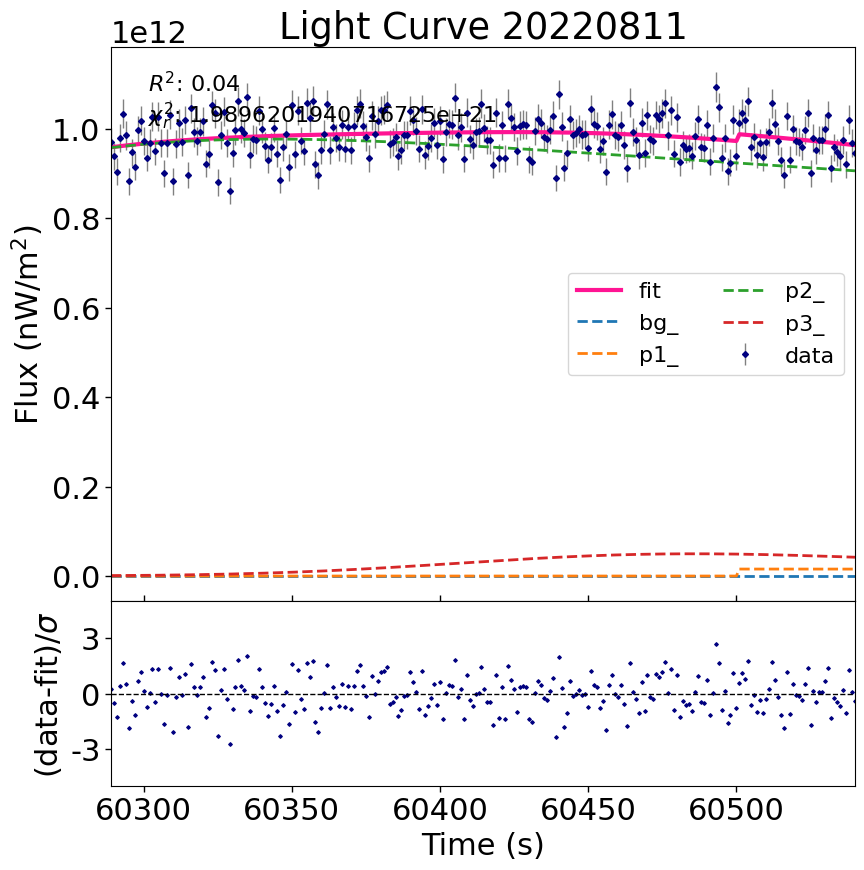 1e12
Light Curve 20220811
R²: 0.04
χ²ᵣ: 1.9896201940716725e+21
Flux (nW/m²)
1.0
0.8
0.6
0.4
0.2
0.0
fit
bg_
p1_
p2_
p3_
data
(data-fit)/σ
3
0
-3
60300
60350
60400
60450
60500
Time (s)